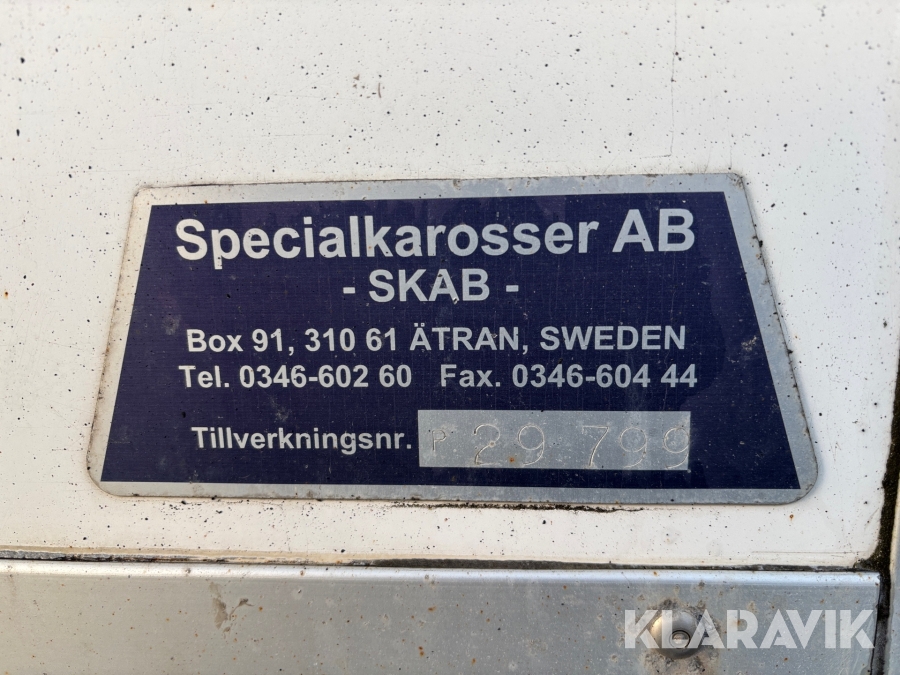 Specialkarosser AB
- SKAB -
Box 91, 310 61 ÄTRAN, SWEDEN
Tel. 0346-602 60 Fax. 0346-604 44
Tillverkningsnr. P 29 799
KLARAVIK